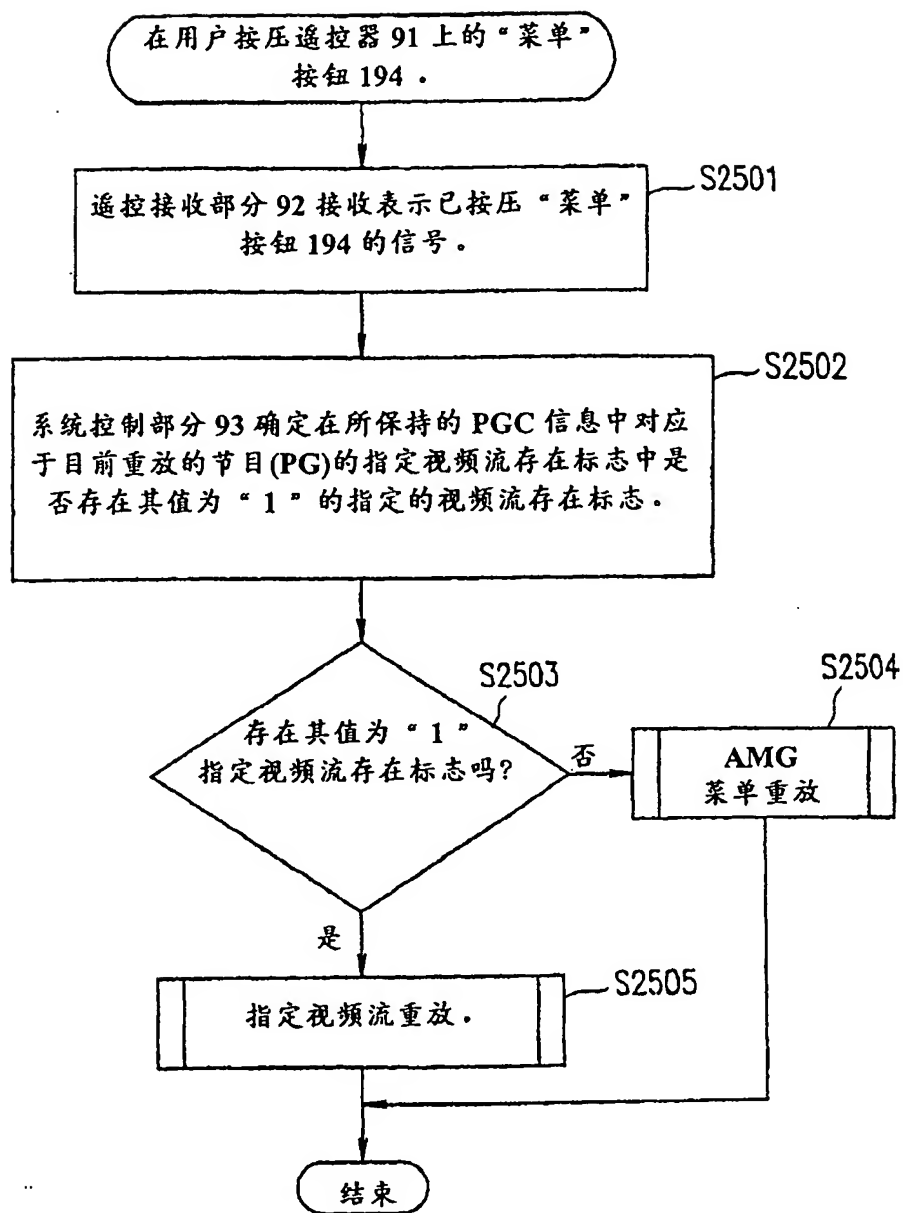 在用户按压遥控器 91 上的“菜单”
按钮 194．
遥控接收部分 92 接收表示已按压“菜单”
按钮 194 的信号。
S2501
系统控制部分 93 确定在所保持的 PGC 信息中对应
于目前重放的节目(PG)的指定视频流存在标志中是
否存在其值为“1”的指定的视频流存在标志。
S2502
存在其值为“1”
指定视频流存在标志吗?
S2503
否
AMG
菜单重放
S2504
是
指定视频流重放．
S2505
结束